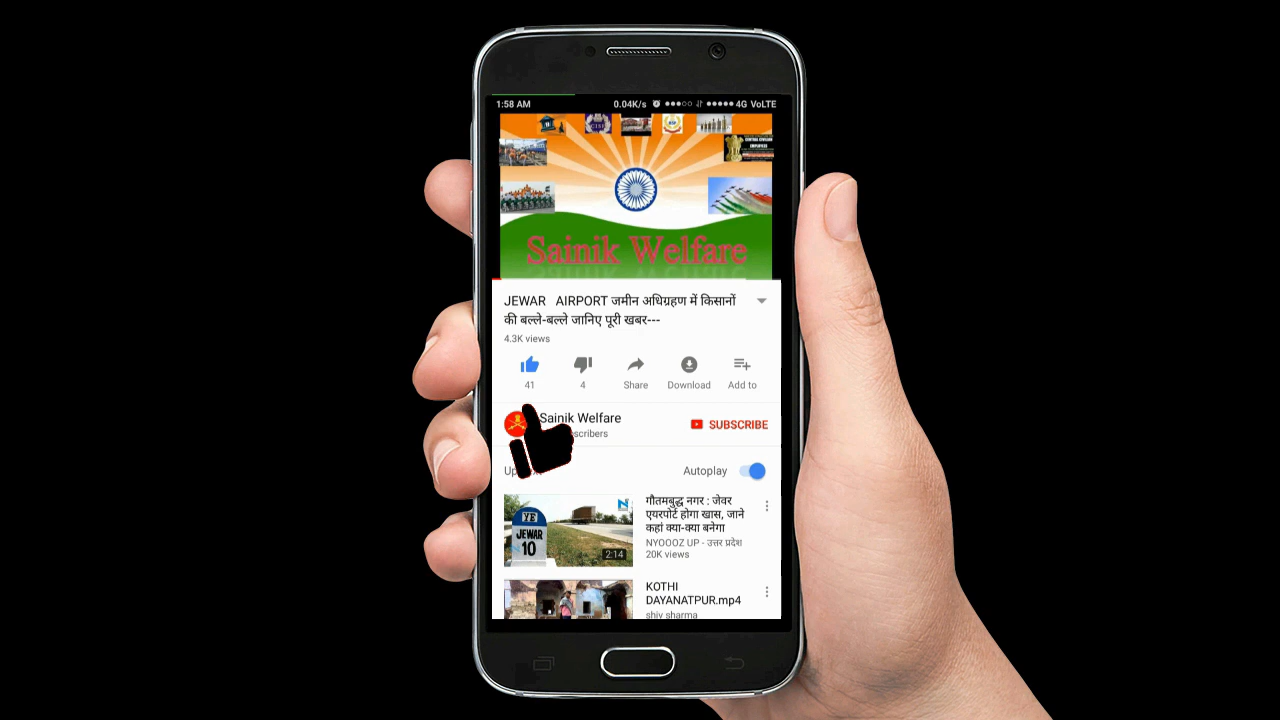 1:58 AM 0.04K/s 4G VoLTE
CISF
Sainik Welfare
JEWAR AIRPORT जमीन अधिग्रहण में किसानों
की बल्ले-बल्ले जानिए पूरी खबर---
4.3K views
41 4 Share Download Add to
Sainik Welfare
SUBSCRIBE
Autoplay
गौतमबुद्ध नगर : जेवर
एयरपोर्ट होगा खास, जाने
कहां क्या-क्या बनेगा
NYOOOZ UP - उत्तर प्रदेश
20K views
YE
JEWAR
10
2:14
KOTHI
DAYANATPUR.mp4
shiv sharma